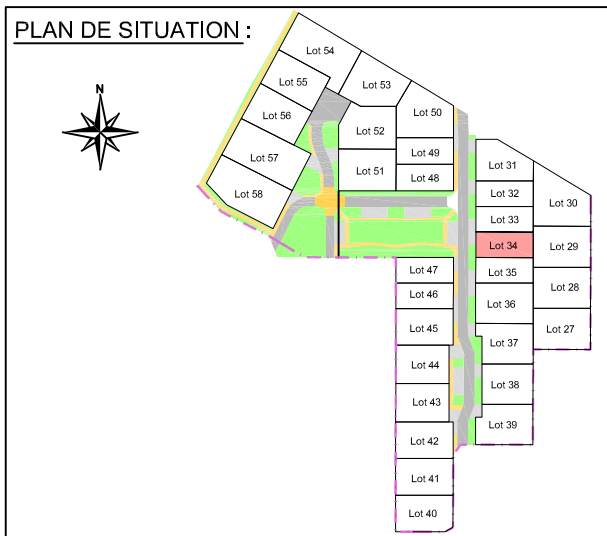 PLAN DE SITUATION :
N
Lot 54
Lot 53
Lot 55
Lot 50
Lot 56
Lot 52
Lot 49
Lot 57
Lot 51
Lot 48
Lot 58
Lot 31
Lot 32
Lot 30
Lot 33
Lot 34
Lot 29
Lot 47
Lot 35
Lot 46
Lot 28
Lot 36
Lot 45
Lot 27
Lot 37
Lot 44
Lot 38
Lot 43
Lot 39
Lot 42
Lot 41
Lot 40